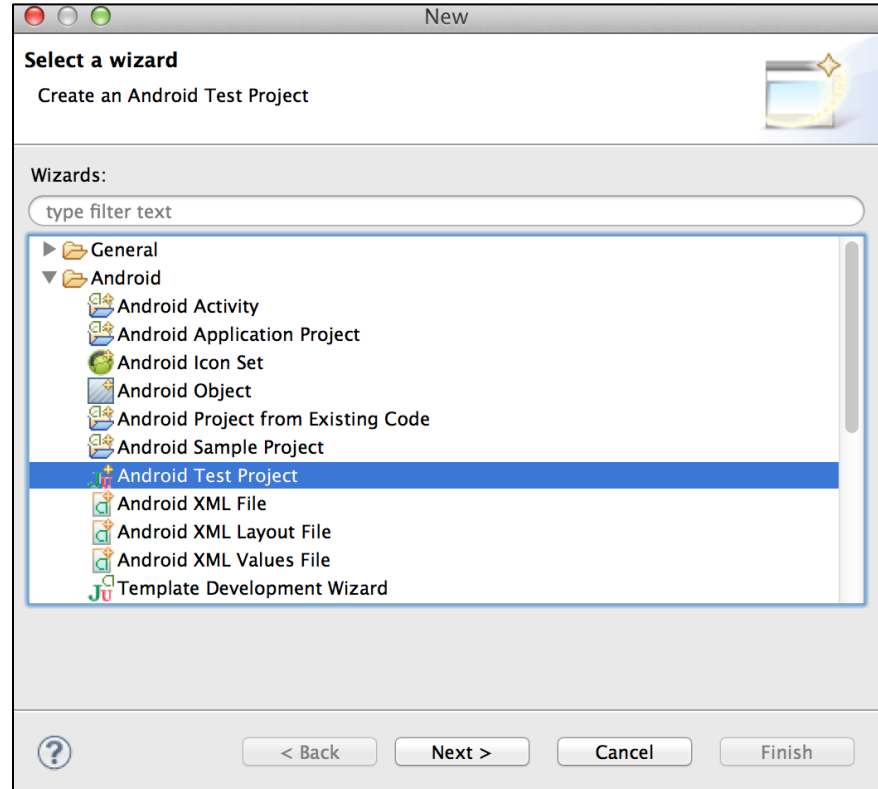 New
Select a wizard
Create an Android Test Project
Wizards:
type filter text
General
Android
Android Activity
Android Application Project
Android Icon Set
Android Object
Android Project from Existing Code
Android Sample Project
Android Test Project
Android XML File
Android XML Layout File
Android XML Values File
Template Development Wizard
? < Back Next > Cancel Finish